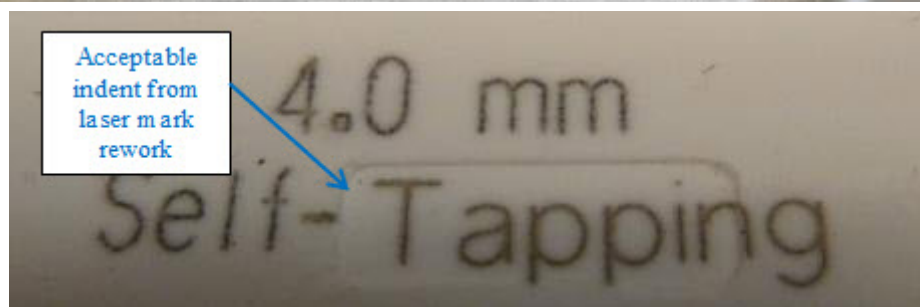 Acceptable
indent from
laser mark
rework
4.0 mm
Self-Tapping